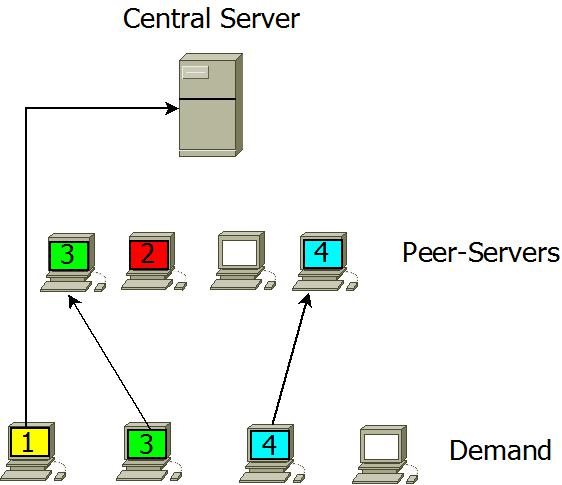 Central Server
3 2 4 Peer-Servers
1 3 4 Demand